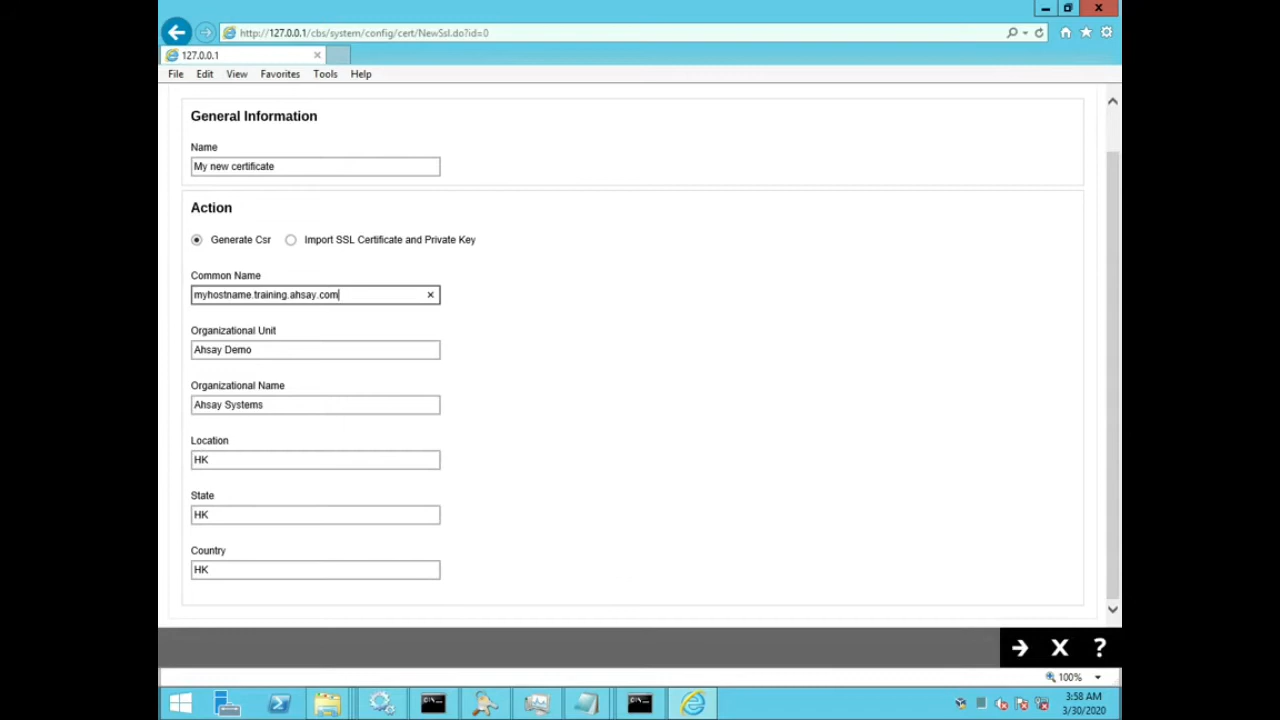 http://127.0.0.1/cbs/system/config/cert/NewSsl.do?id=0
127.0.0.1
File Edit View Favorites Tools Help
General Information
Name
My new certificate
Action
Generate Csr Import SSL Certificate and Private Key
Common Name
myhostname.training.ahsay.com
Organizational Unit
Ahsay Demo
Organizational Name
Ahsay Systems
Location
HK
State
HK
Country
HK
100%
3:58 AM
3/30/2020